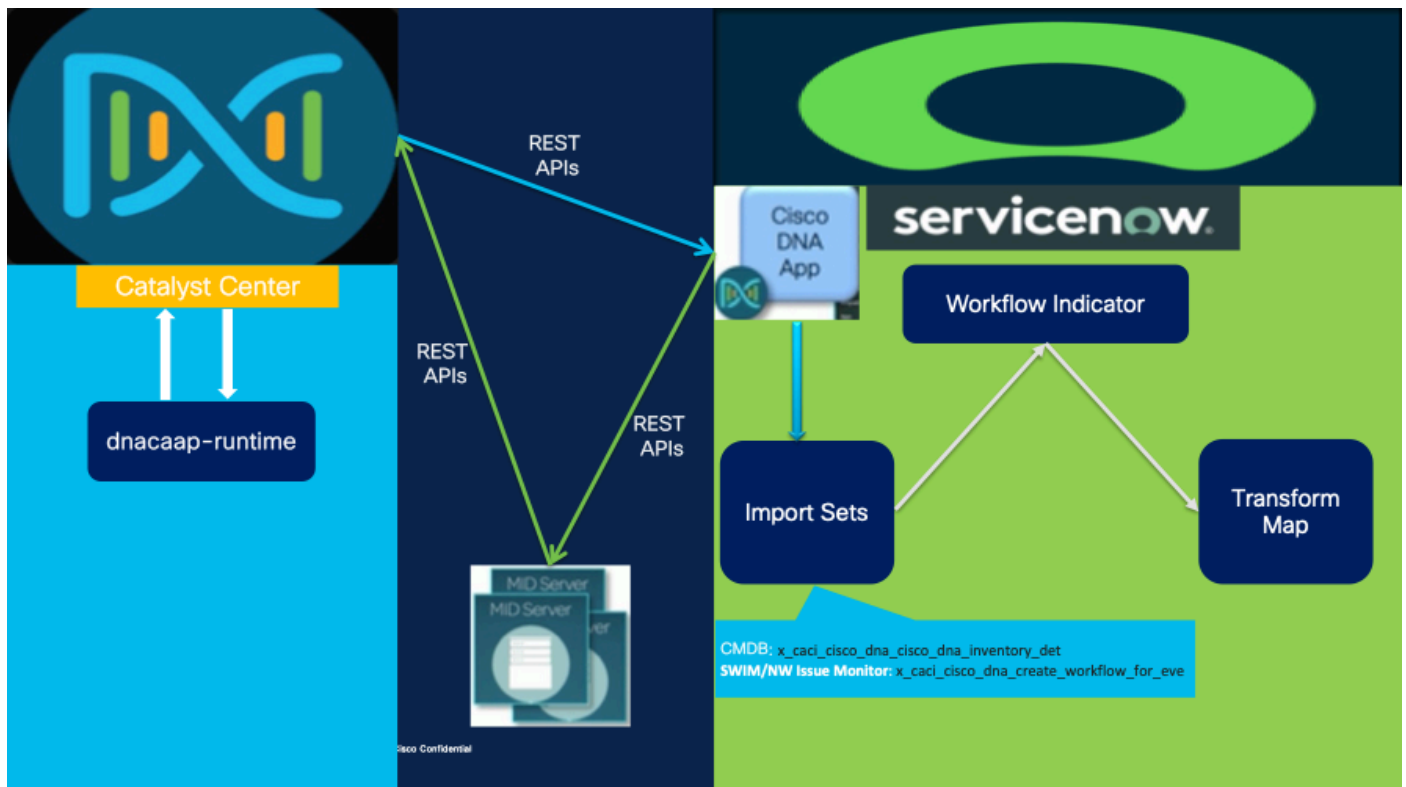 REST
APIs
servicenow.
Cisco
DNA
App
Catalyst Center
Workflow Indicator
REST
APIs
dnacaap-runtime
REST
APIs
Import Sets
Transform
Map
MID Server
MID Server
ver
CMDB: x_caci_cisco_dna_cisco_dna_inventory_det
SWIM/NW Issue Monitor: x_caci_cisco_dna_create_workflow_for_eve
Cisco Confidential